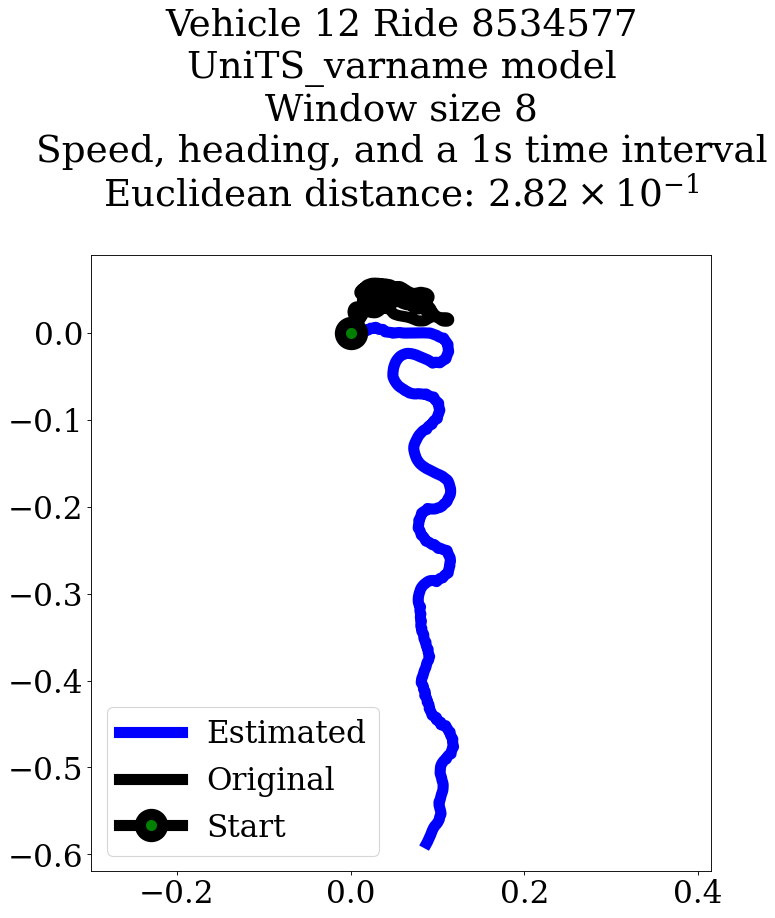 Vehicle 12 Ride 8534577
UniTS_varname model
Window size 8
Speed, heading, and a 1s time interval
Euclidean distance: 2.82 × 10⁻¹
0.0
−0.1
−0.2
−0.3
−0.4
−0.5
−0.6
Estimated
Original
Start
−0.2
0.0
0.2
0.4